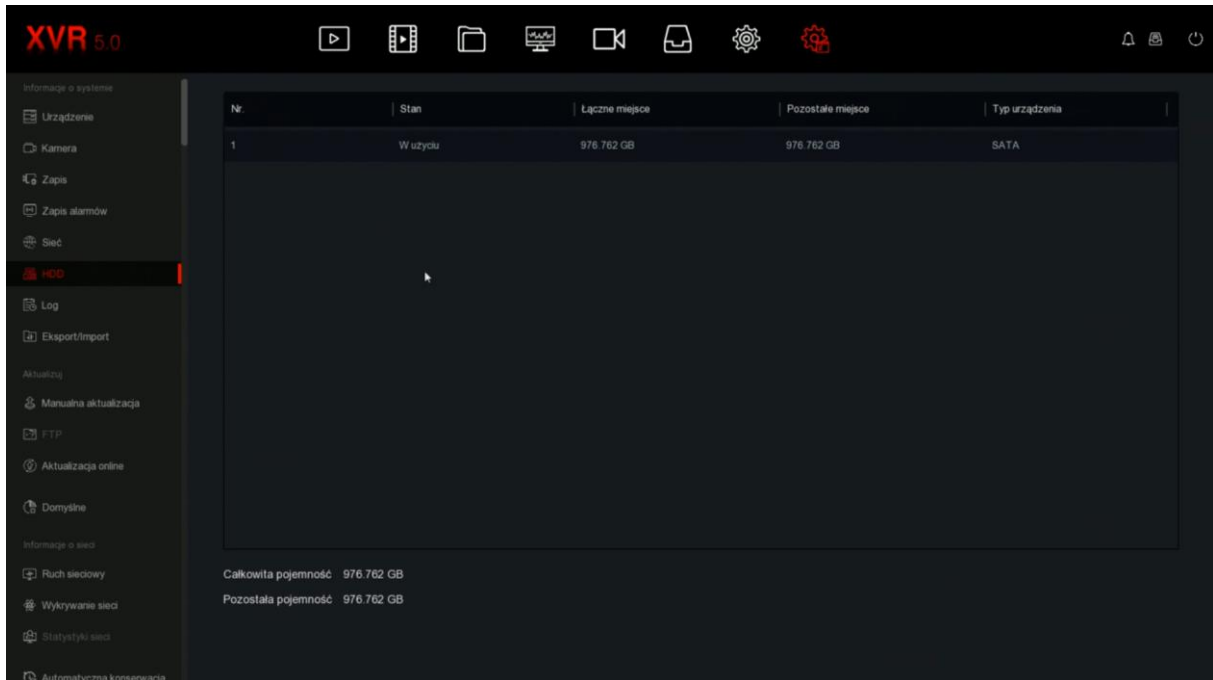 XVR 5.0
Informacje o systemie
Urządzenie
Kamera
Zapis
Zapis alarmów
Sieć
HDD
Log
Eksport/Import
Aktualizuj
Manualna aktualizacja
FTP
Aktualizacja online
Domyślne
Informacje o sieci
Ruch sieciowy
Wykrywanie sieci
Statystyki sieci
Automatyczna konserwacja
Nr. Stan Łączne miejsce Pozostałe miejsce Typ urządzenia
1 W użyciu 976.762 GB 976.762 GB SATA
Całkowita pojemność 976.762 GB
Pozostała pojemność 976.762 GB